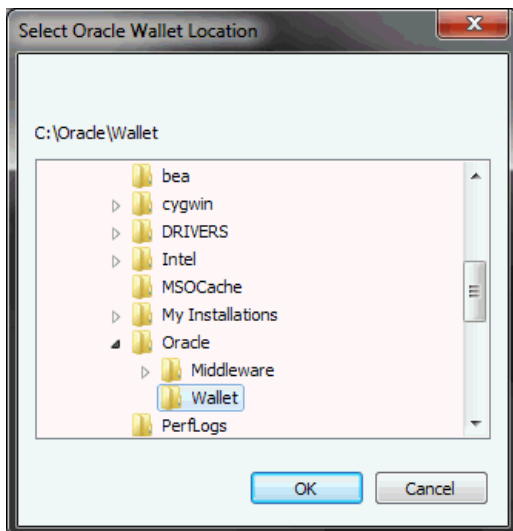 Select Oracle Wallet Location
C:\Oracle\Wallet
bea
cygwin
DRIVERS
Intel
MSOCache
My Installations
Oracle
Middleware
Wallet
PerfLogs
OK
Cancel